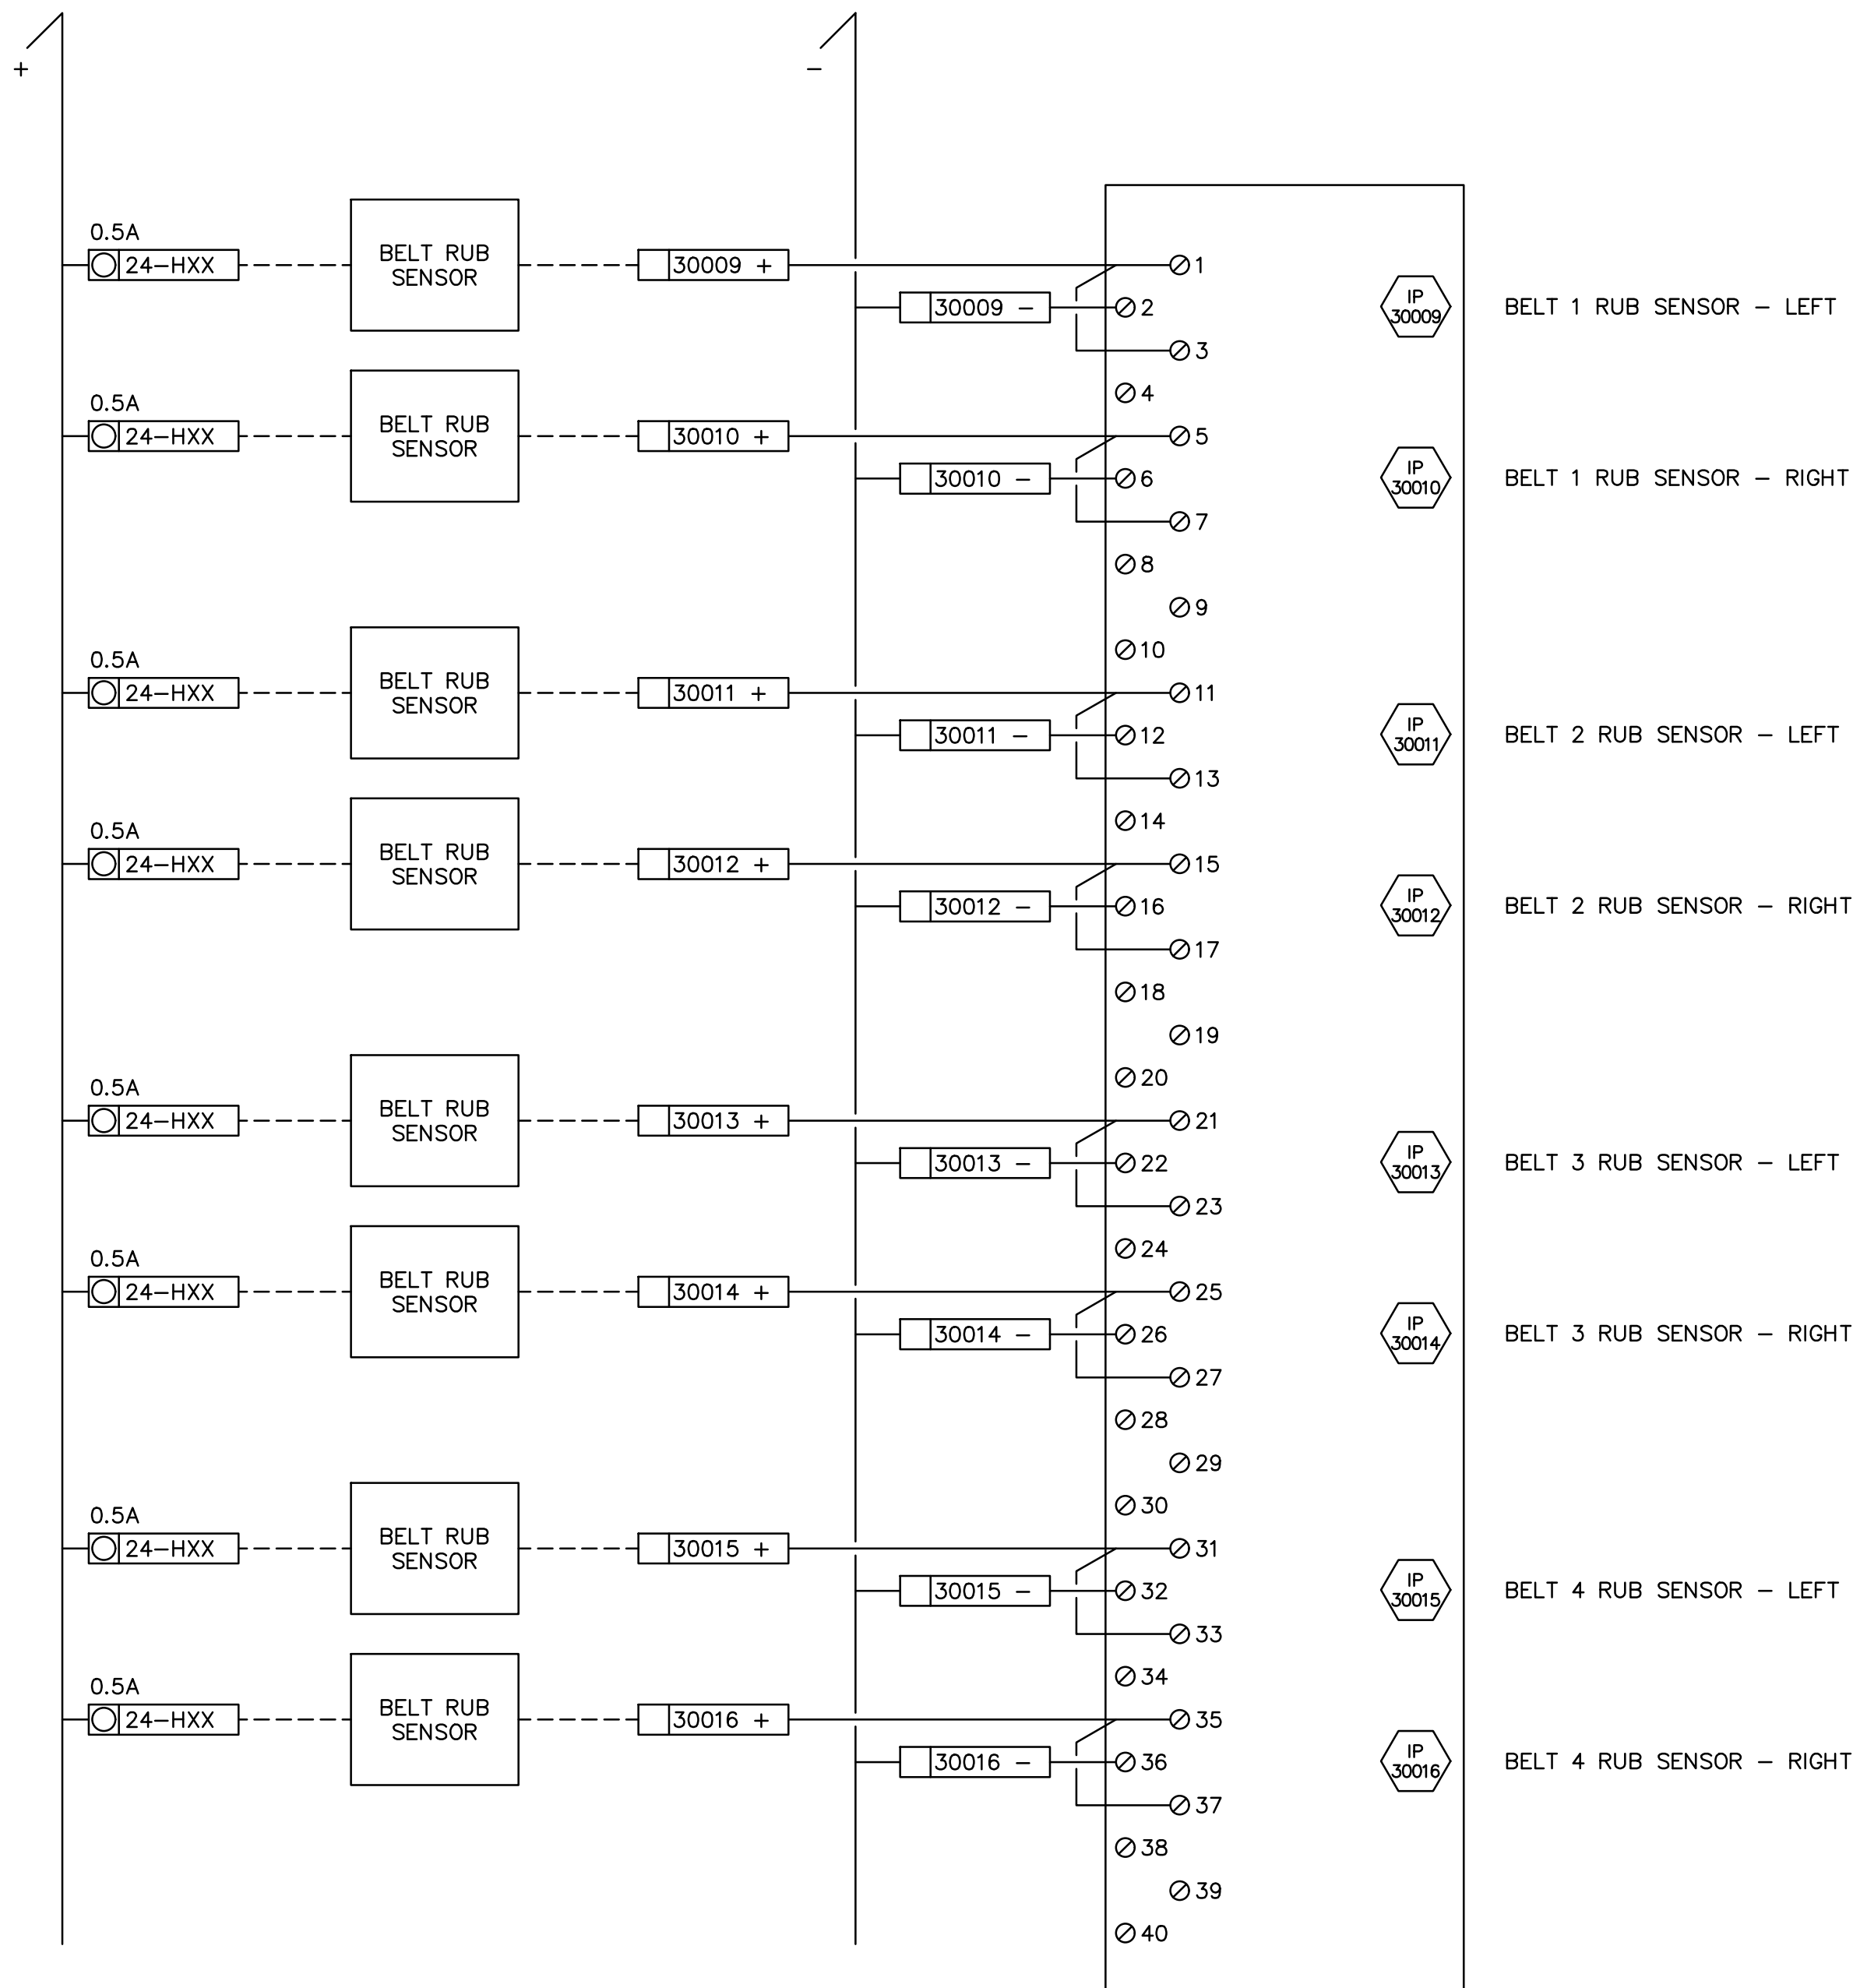 +
−
0.5A
24-HXX
BELT RUB
SENSOR
30009 +
1
30009 −
2
IP
30009
BELT 1 RUB SENSOR − LEFT
3
4
0.5A
24-HXX
BELT RUB
SENSOR
30010 +
5
30010 −
6
IP
30010
BELT 1 RUB SENSOR − RIGHT
7
8
9
10
0.5A
24-HXX
BELT RUB
SENSOR
30011 +
11
30011 −
12
IP
30011
BELT 2 RUB SENSOR − LEFT
13
14
0.5A
24-HXX
BELT RUB
SENSOR
30012 +
15
30012 −
16
IP
30012
BELT 2 RUB SENSOR − RIGHT
17
18
19
20
0.5A
24-HXX
BELT RUB
SENSOR
30013 +
21
30013 −
22
IP
30013
BELT 3 RUB SENSOR − LEFT
23
24
0.5A
24-HXX
BELT RUB
SENSOR
30014 +
25
30014 −
26
IP
30014
BELT 3 RUB SENSOR − RIGHT
27
28
29
30
0.5A
24-HXX
BELT RUB
SENSOR
30015 +
31
30015 −
32
IP
30015
BELT 4 RUB SENSOR − LEFT
33
34
0.5A
24-HXX
BELT RUB
SENSOR
30016 +
35
30016 −
36
IP
30016
BELT 4 RUB SENSOR − RIGHT
37
38
39
40